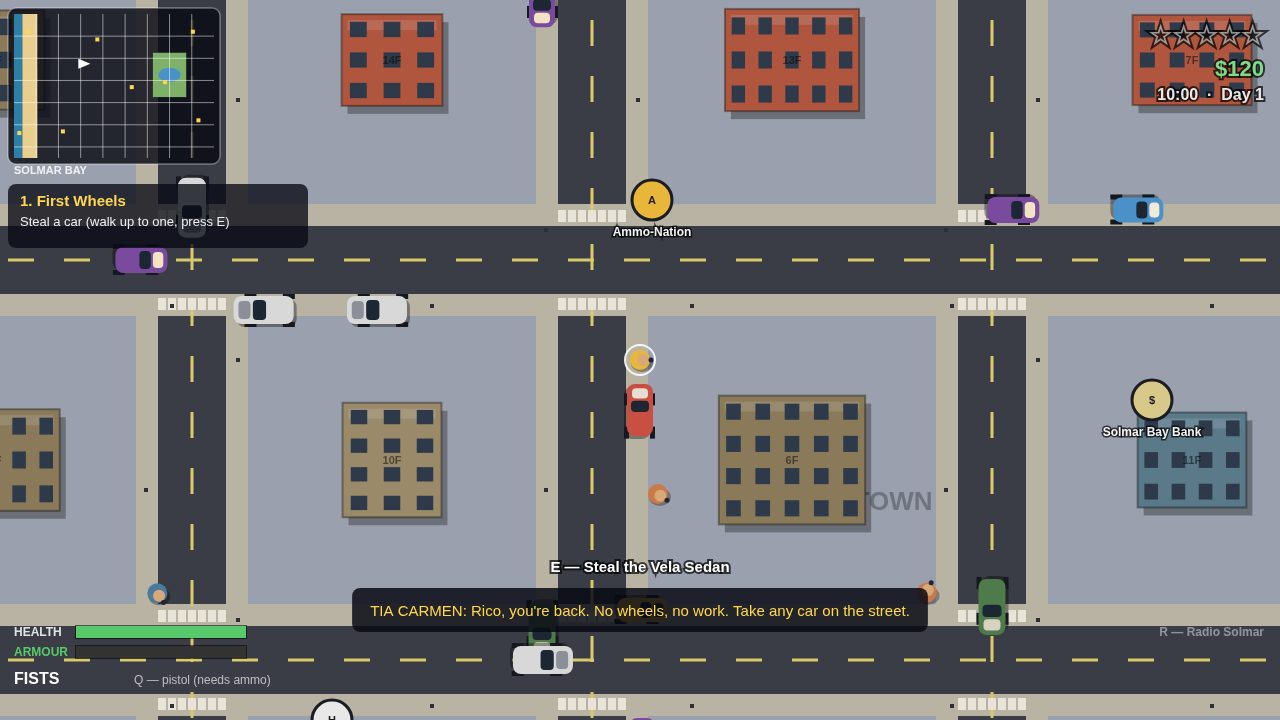 14F
13F
7F
$120
10:00 · Day 1
SOLMAR BAY
1. First Wheels
Steal a car (walk up to one, press E)
A
Ammo-Nation
$
Solmar Bay Bank
10F
6F
11F
OWN
E — Steal the Vela Sedan
TIA CARMEN: Rico, you're back. No wheels, no work. Take any car on the street.
HEALTH
ARMOUR
R — Radio Solmar
FISTS
Q — pistol (needs ammo)
H